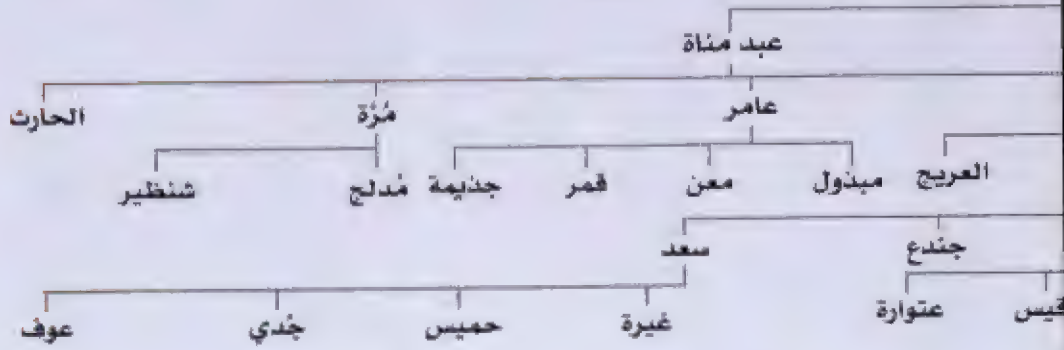 عبد مناة
عامر مُرَّة الحارث
العريج مبذول معن قمر جذيمة مُدلج شنظير
جندع سعد
قيس عتوارة غيرة حميس جُدي عوف